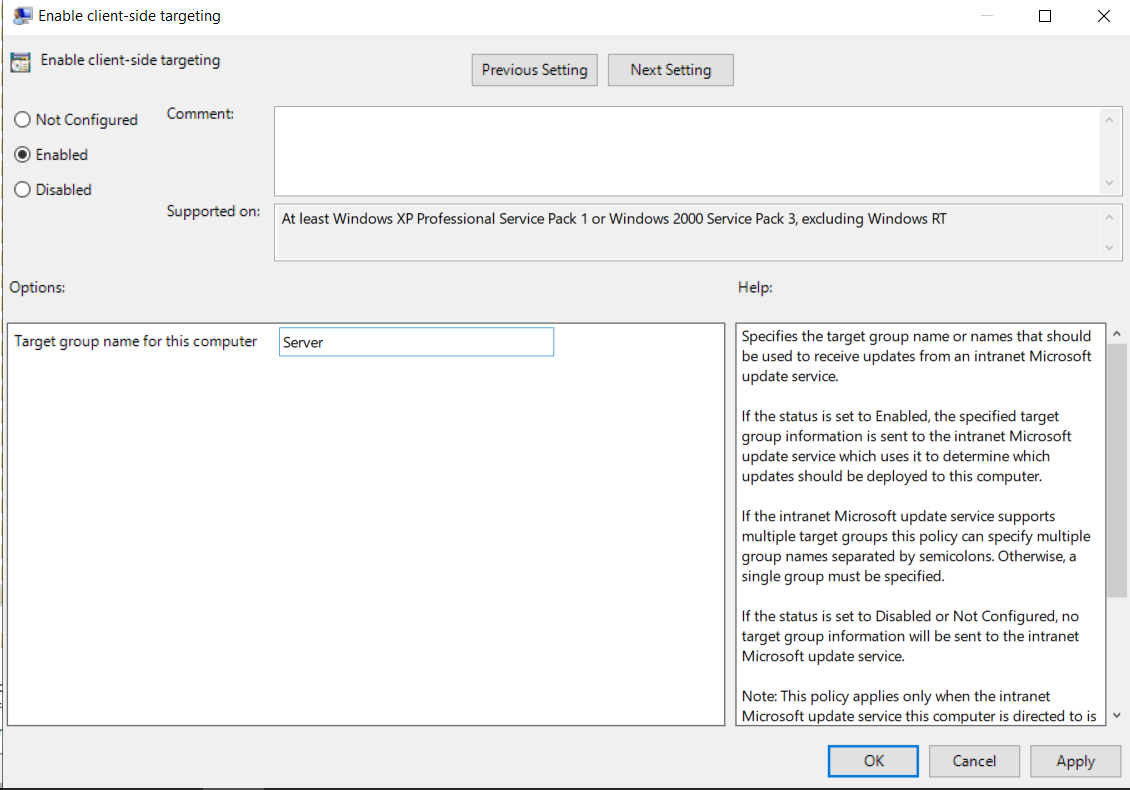 Enable client-side targeting
Enable client-side targeting
Previous Setting
Next Setting
Not Configured
Enabled
Disabled
Comment:
Supported on:
At least Windows XP Professional Service Pack 1 or Windows 2000 Service Pack 3, excluding Windows RT
Options:
Help:
Target group name for this computer
Server
Specifies the target group name or names that should
be used to receive updates from an intranet Microsoft
update service.
If the status is set to Enabled, the specified target
group information is sent to the intranet Microsoft
update service which uses it to determine which
updates should be deployed to this computer.
If the intranet Microsoft update service supports
multiple target groups this policy can specify multiple
group names separated by semicolons. Otherwise, a
single group must be specified.
If the status is set to Disabled or Not Configured, no
target group information will be sent to the intranet
Microsoft update service.
Note: This policy applies only when the intranet
Microsoft update service this computer is directed to is
OK
Cancel
Apply